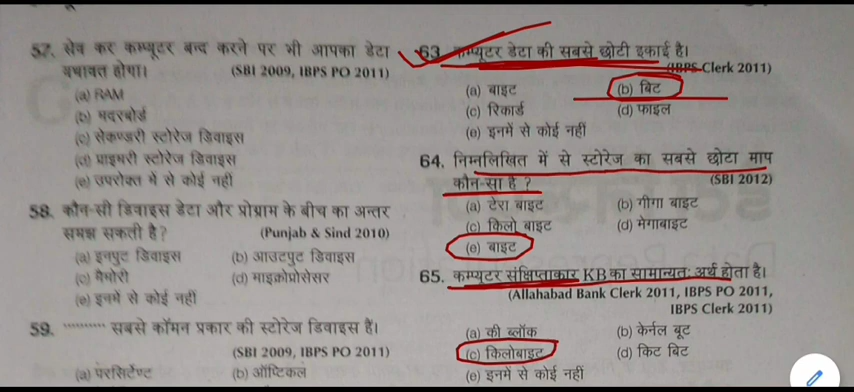 57. सेव कर कम्प्यूटर बन्द करने पर भी आपका डेटा
यथावत होगा। (SBI 2009, IBPS PO 2011)
(a) RAM
(b) मदरबोर्ड
(c) सेकण्डरी स्टोरेज डिवाइस
(d) प्राइमरी स्टोरेज डिवाइस
(e) उपरोक्त में से कोई नहीं
58. कौन-सी डिवाइस डेटा और प्रोग्राम के बीच का अन्तर
समझ सकती है? (Punjab & Sind 2010)
(a) इनपुट डिवाइस (b) आउटपुट डिवाइस
(c) मैमोरी (d) माइक्रोप्रोसेसर
(e) इनमें से कोई नहीं
59. ·········· सबसे कॉमन प्रकार की स्टोरेज डिवाइस हैं।
(SBI 2009, IBPS PO 2011)
(a) परसिर्टेण्ट (b) ऑप्टिकल
63. कम्प्यूटर डेटा की सबसे छोटी इकाई है।
(IBPS Clerk 2011)
(a) बाइट (b) बिट
(c) रिकार्ड (d) फाइल
(e) इनमें से कोई नहीं
64. निम्नलिखित में से स्टोरेज का सबसे छोटा माप
कौन-सा है ? (SBI 2012)
(a) टेरा बाइट (b) गीगा बाइट
(c) किलो बाइट (d) मेगाबाइट
(e) बाइट
65. कम्प्यूटर संक्षिप्ताकार KB का सामान्यतः अर्थ होता है।
(Allahabad Bank Clerk 2011, IBPS PO 2011,
IBPS Clerk 2011)
(a) की ब्लॉक (b) केर्नल बूट
(c) किलोबाइट (d) किट बिट
(e) इनमें से कोई नहीं